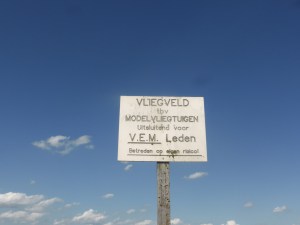 VLIEGVELD
tbv
MODELVLIEGTUIGEN
Uitsluitend voor
V.E.M. Leden
Betreden op eigen risico!